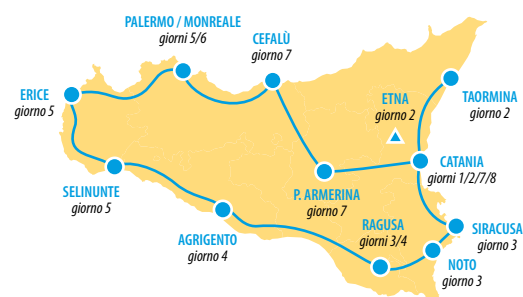 PALERMO / MONREALE
giorni 5/6
CEFALÙ
giorno 7
ERICE
giorno 5
ETNA
giorno 2
TAORMINA
giorno 2
CATANIA
giorni 1/2/7/8
SELINUNTE
giorno 5
P. ARMERINA
giorno 7
AGRIGENTO
giorno 4
RAGUSA
giorni 3/4
SIRACUSA
giorno 3
NOTO
giorno 3